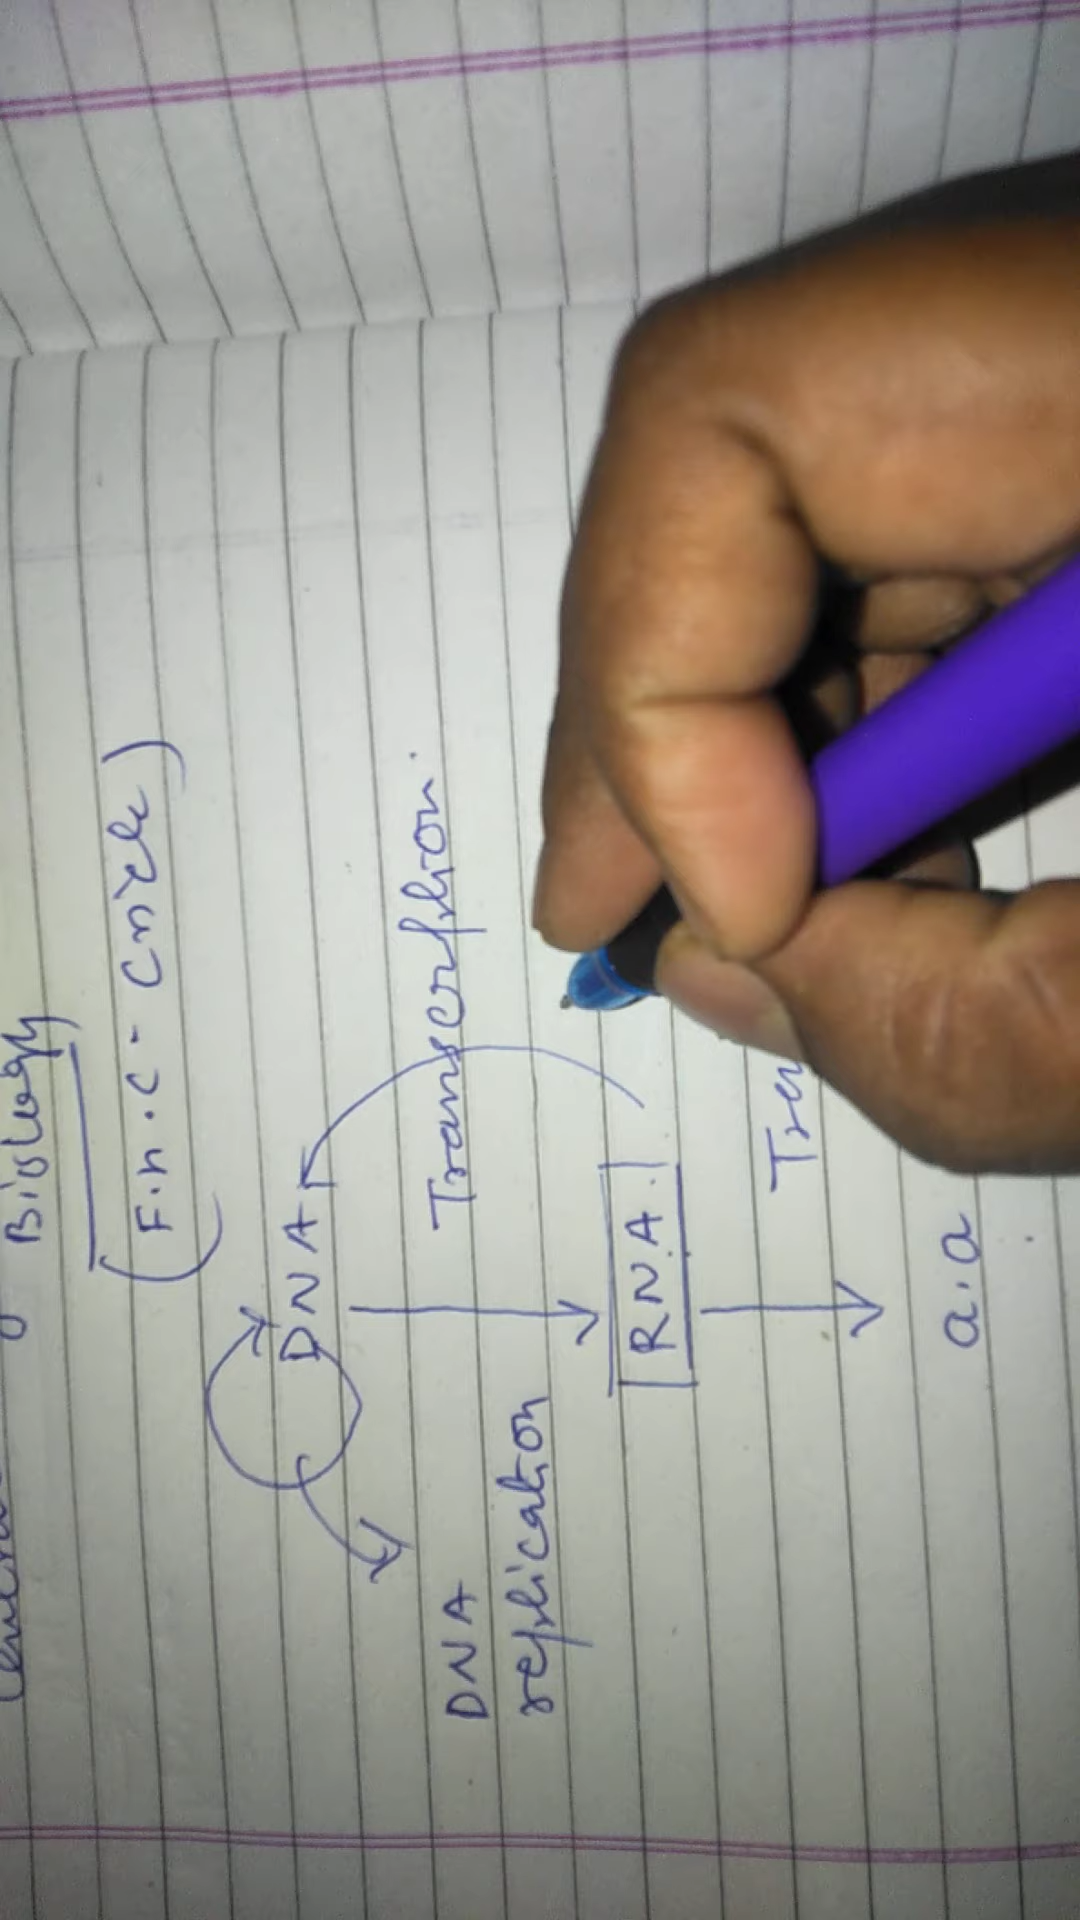 Biology
(F.h.C - Crick)
DNA
Transcription.
DNA
replication
RNA.
a.a